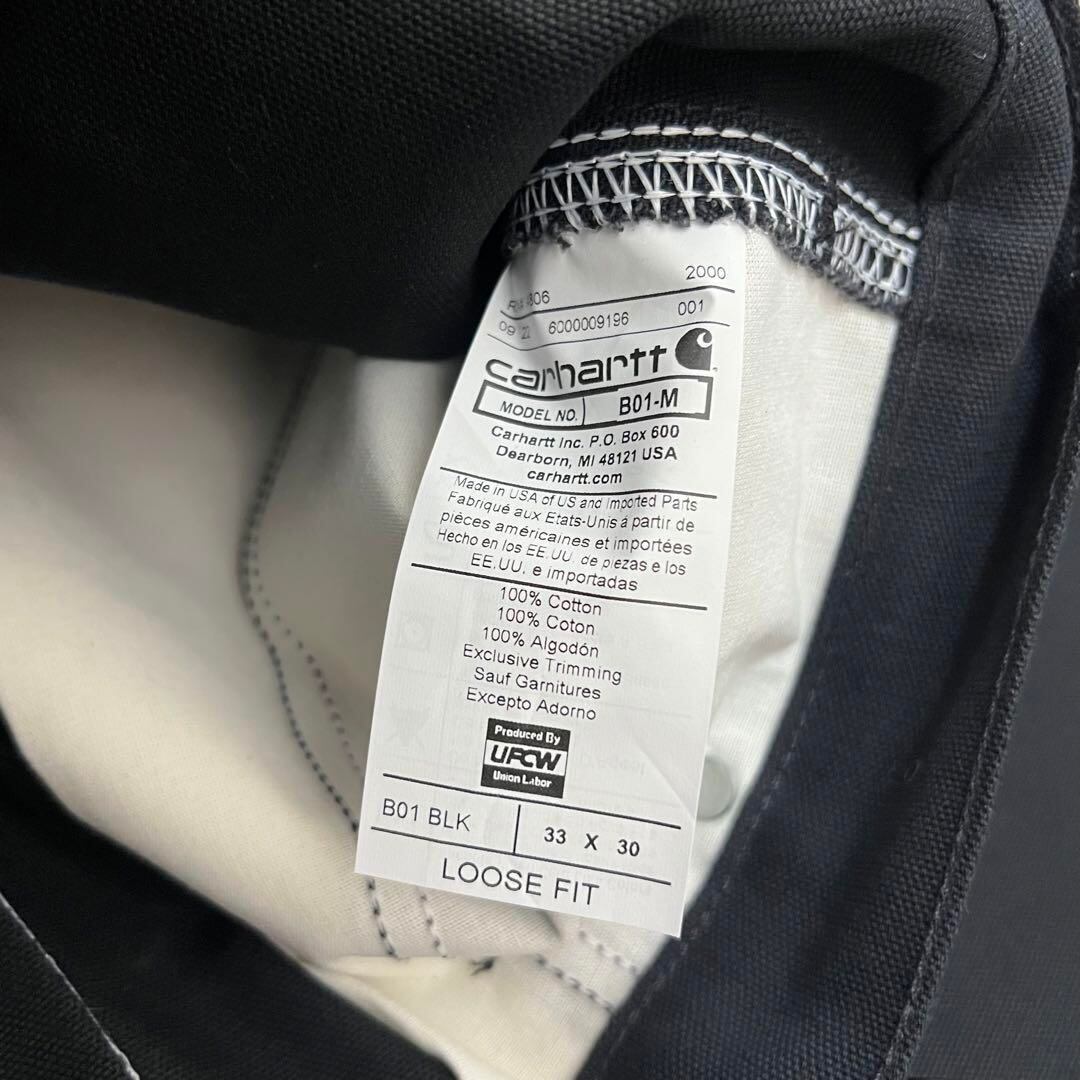 2000
806
09 22 6000009196 001
carhartt
MODEL NO. B01-M
Carhartt Inc. P.O. Box 600
Dearborn, MI 48121 USA
carhartt.com
Made in USA of US and Imported Parts
Fabriqué aux Etats-Unis à partir de
pièces américaines et importées
Hecho en los EE.UU. de piezas e los
EE.UU. e importadas
100% Cotton
100% Coton
100% Algodón
Exclusive Trimming
Sauf Garnitures
Excepto Adorno
Produced By
UFCW
Union Labor
B01 BLK 33 X 30
LOOSE FIT